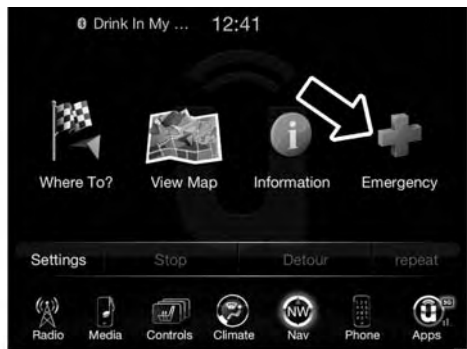 Drink In My ... 12:41
Where To? View Map Information Emergency
Settings Stop Detour repeat
NW
3G
Radio Media Controls Climate Nav Phone Apps